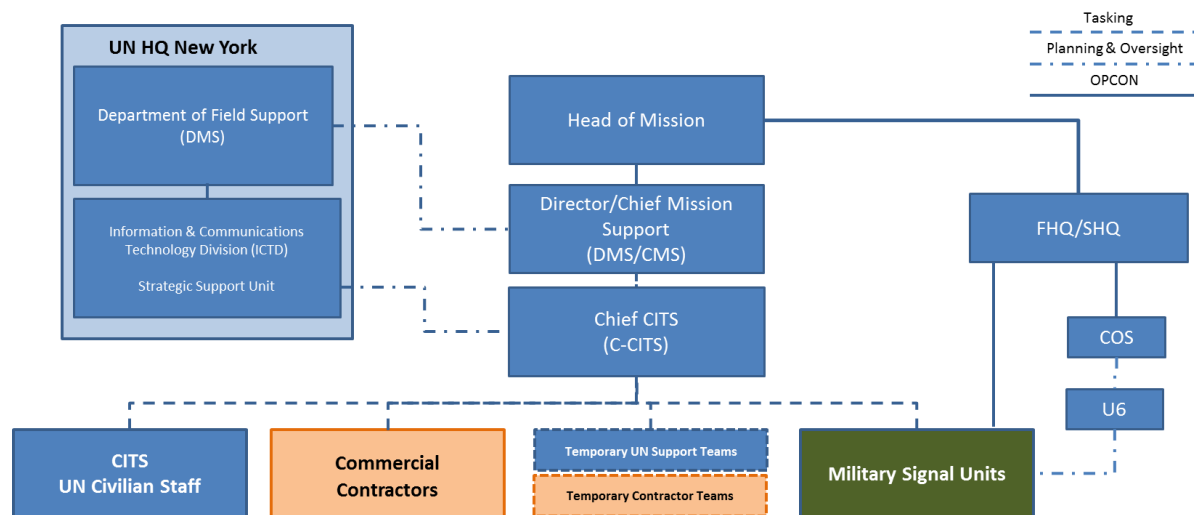 Tasking
Planning & Oversight
OPCON
UN HQ New York
Department of Field Support
(DMS)
Information & Communications
Technology Division (ICTD)
Strategic Support Unit
Head of Mission
Director/Chief Mission
Support
(DMS/CMS)
Chief CITS
(C-CITS)
FHQ/SHQ
COS
U6
CITS
UN Civilian Staff
Commercial
Contractors
Temporary UN Support Teams
Temporary Contractor Teams
Military Signal Units